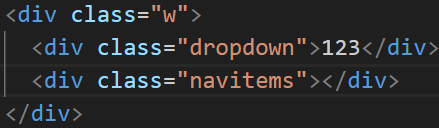 <div class="w">
<div class="dropdown">123</div>
<div class="navitems"></div>
</div>